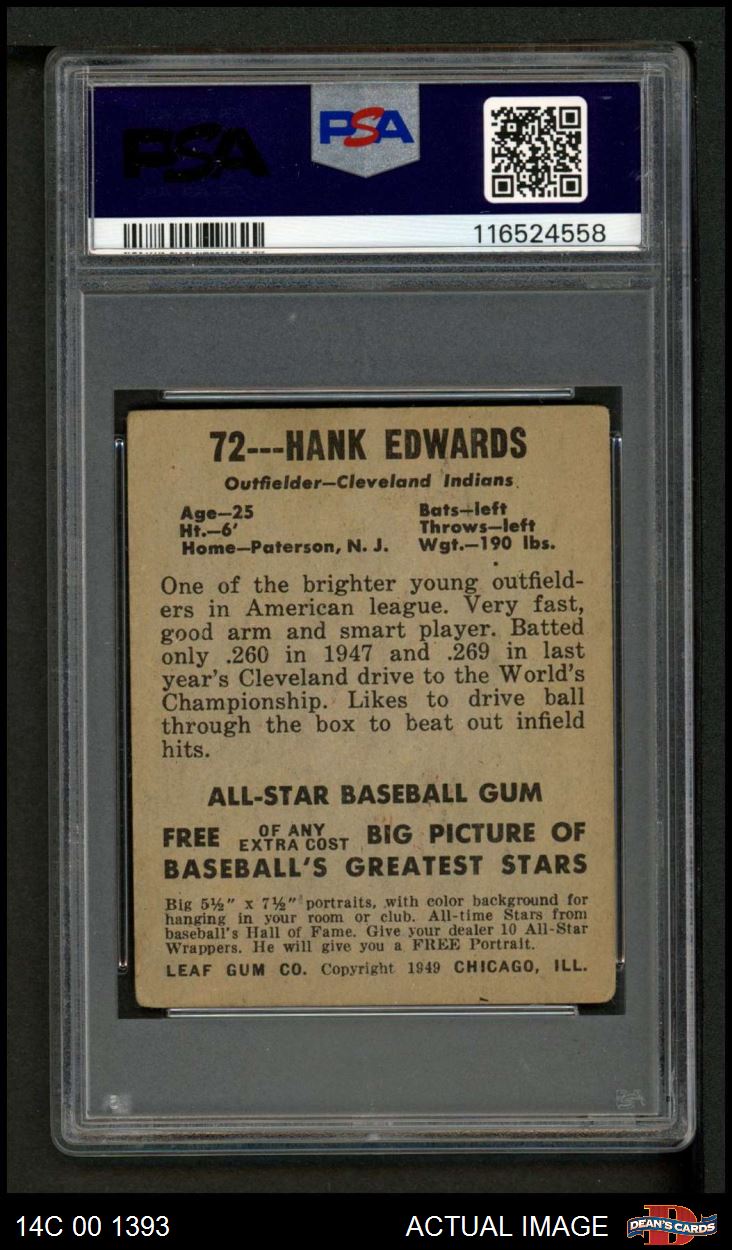 PSA
PSA
116524558
72---HANK EDWARDS
Outfielder—Cleveland Indians
Age—25 Bats—left
Ht.—6' Throws—left
Home—Paterson, N. J. Wgt.—190 lbs.
One of the brighter young outfield-
ers in American league. Very fast,
good arm and smart player. Batted
only .260 in 1947 and .269 in last
year's Cleveland drive to the World's
Championship. Likes to drive ball
through the box to beat out infield
hits.
ALL-STAR BASEBALL GUM
FREE OF ANY EXTRA COST BIG PICTURE OF
BASEBALL'S GREATEST STARS
Big 5½" x 7½" portraits, with color background for
hanging in your room or club. All-time Stars from
baseball's Hall of Fame. Give your dealer 10 All-Star
Wrappers. He will give you a FREE Portrait.
LEAF GUM CO. Copyright 1949 CHICAGO, ILL.
14C 00 1393 ACTUAL IMAGE DEAN'S CARDS